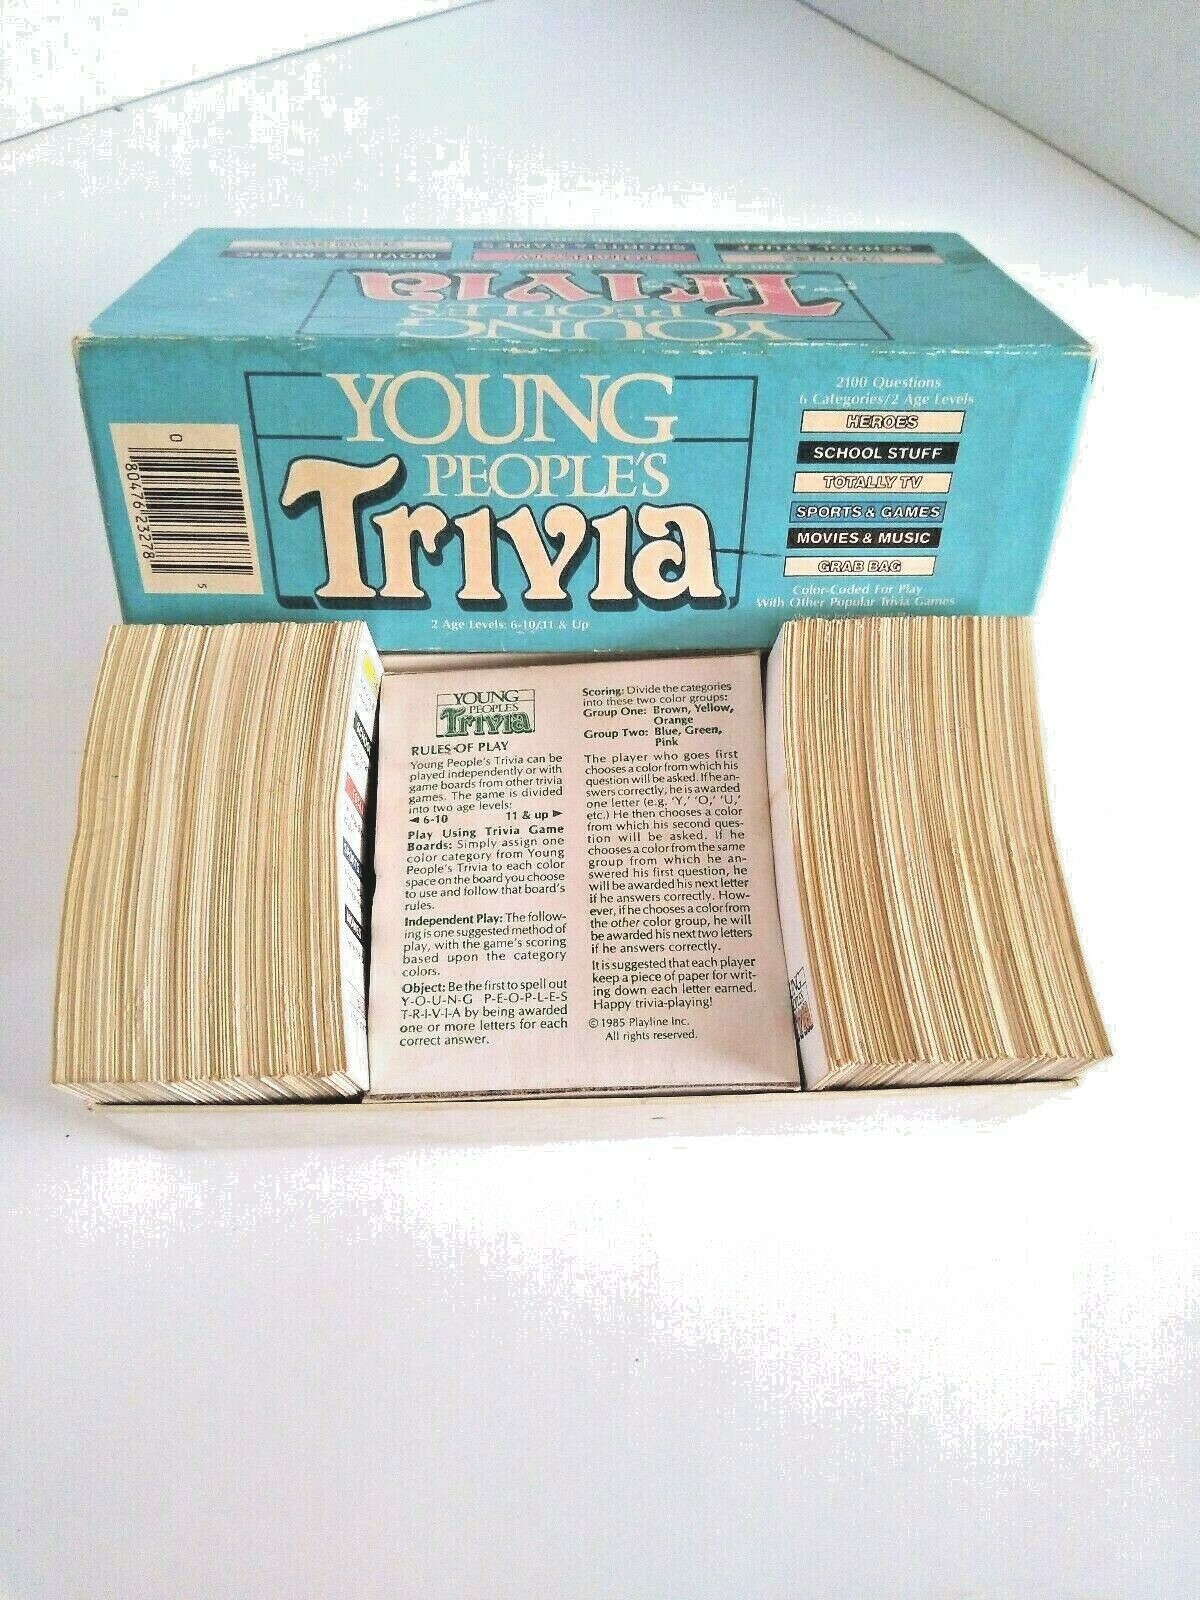 MOVIES & MUSIC
SPORTS & GAMES
SCHOOL STUFF
YOUNG
PEOPLE'S
TRIVIA
YOUNG
PEOPLE'S
TRIVIA
2 Age Levels: 6-10/11 & Up
0
80476 23278
5
2100 Questions
6 Categories/2 Age Levels
HEROES
SCHOOL STUFF
TOTALLY TV
SPORTS & GAMES
MOVIES & MUSIC
GRAB BAG
Color-Coded For Play
With Other Popular Trivia Games
YOUNG
PEOPLE'S
TRIVIA
RULES OF PLAY
Young People's Trivia can be
played independently or with
game boards from other trivia
games. The game is divided
into two age levels:
◄ 6-10 11 & up ►
Play Using Trivia Game
Boards: Simply assign one
color category from Young
People's Trivia to each color
space on the board you choose
to use and follow that board's
rules.
Independent Play: The follow-
ing is one suggested method of
play, with the game's scoring
based upon the category
colors.
Object: Be the first to spell out
Y-O-U-N-G P-E-O-P-L-E-S
T-R-I-V-I-A by being awarded
one or more letters for each
correct answer.
Scoring: Divide the categories
into these two color groups:
Group One: Brown, Yellow,
Orange
Group Two: Blue, Green,
Pink
The player who goes first
chooses a color from which his
question will be asked. If he an-
swers correctly, he is awarded
one letter (e.g. 'Y,' 'O,' 'U,'
etc.) He then chooses a color
from which his second ques-
tion will be asked. If he
chooses a color from the same
group from which he an-
swered his first question, he
will be awarded his next letter
if he answers correctly. How-
ever, if he chooses a color from
the other color group, he will
be awarded his next two letters
if he answers correctly.
It is suggested that each player
keep a piece of paper for writ-
ing down each letter earned.
Happy trivia-playing!
© 1985 Playline Inc.
All rights reserved.